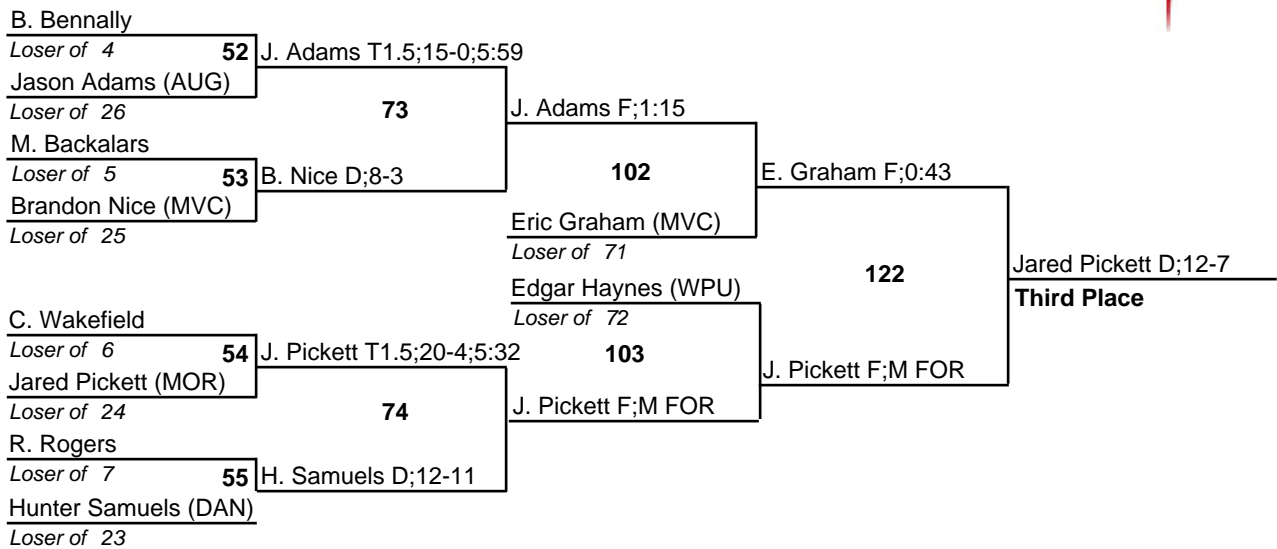 B. Bennally
Loser of 4
52 J. Adams T1.5;15-0;5:59
Jason Adams (AUG)
Loser of 26
73
J. Adams F;1:15
M. Backalars
Loser of 5
53 B. Nice D;8-3
102
E. Graham F;0:43
Brandon Nice (MVC)
Loser of 25
Eric Graham (MVC)
Loser of 71
122
Jared Pickett D;12-7
Third Place
Edgar Haynes (WPU)
Loser of 72
C. Wakefield
Loser of 6
54 J. Pickett T1.5;20-4;5:32
103
J. Pickett F;M FOR
Jared Pickett (MOR)
Loser of 24
74
J. Pickett F;M FOR
R. Rogers
Loser of 7
55 H. Samuels D;12-11
Hunter Samuels (DAN)
Loser of 23